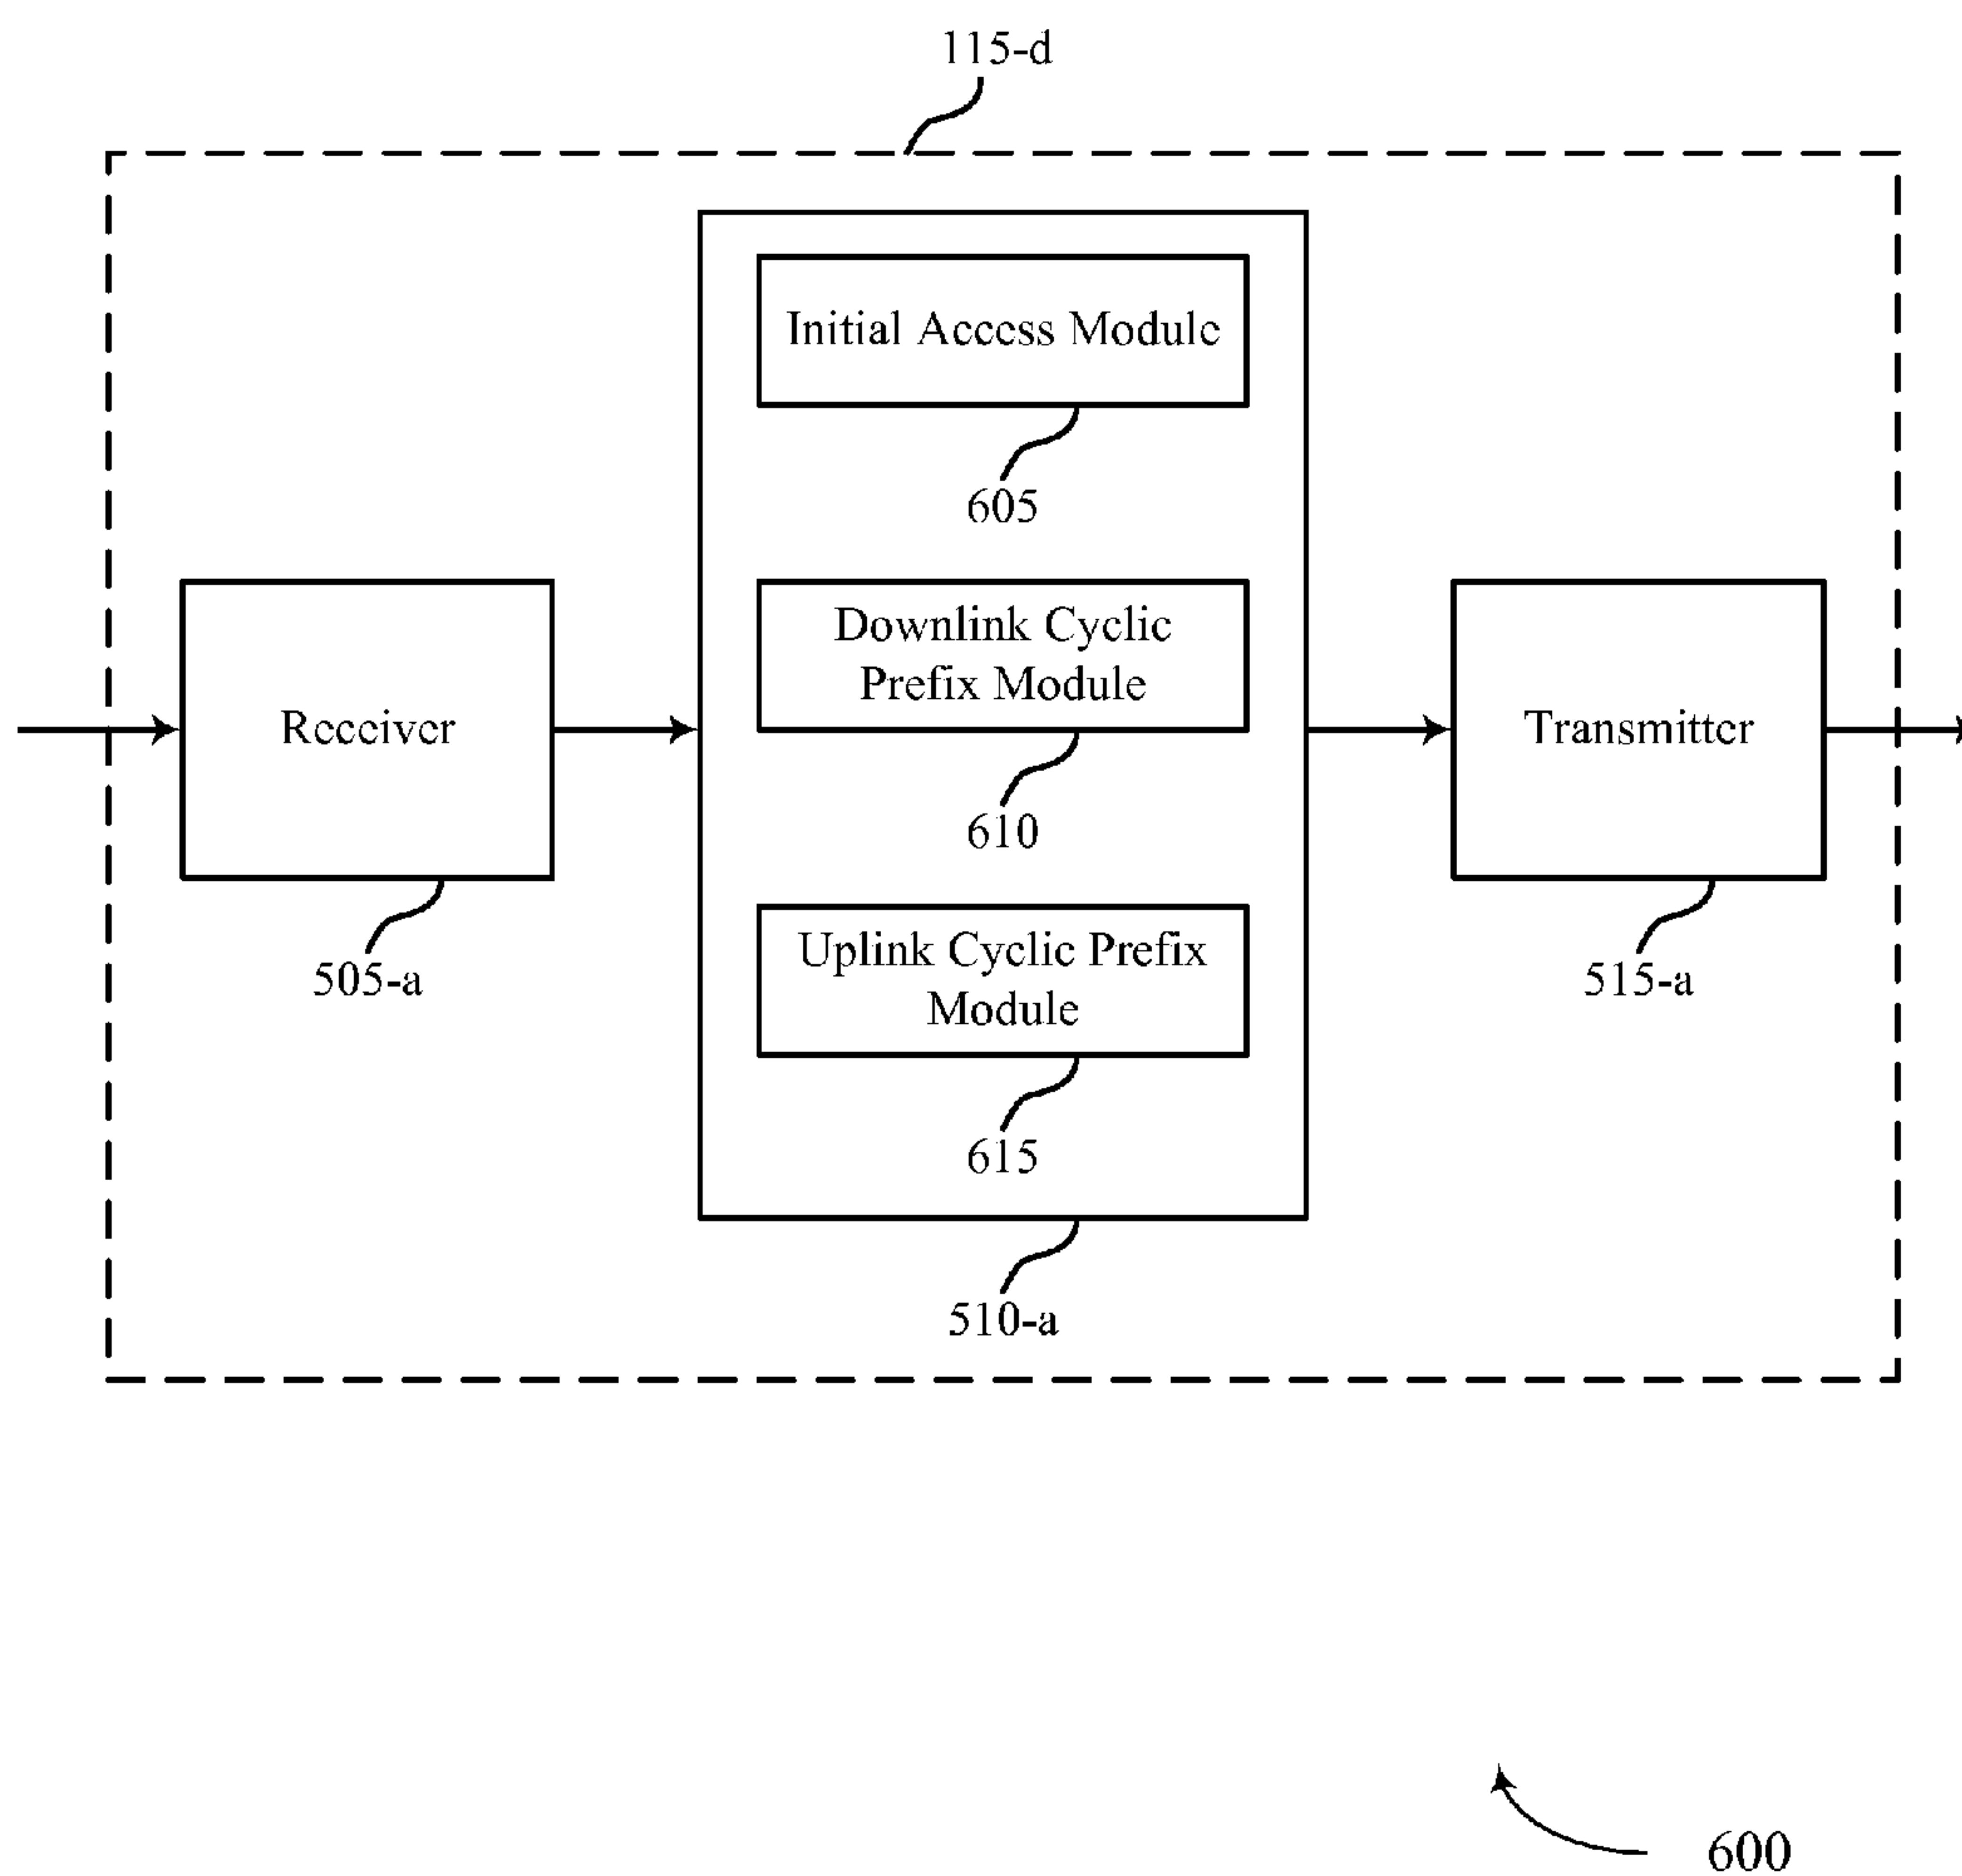 115-d
Initial Access Module
605
Downlink Cyclic
Prefix Module
610
Receiver
Transmitter
Uplink Cyclic Prefix
Module
615
505-a
515-a
510-a
600